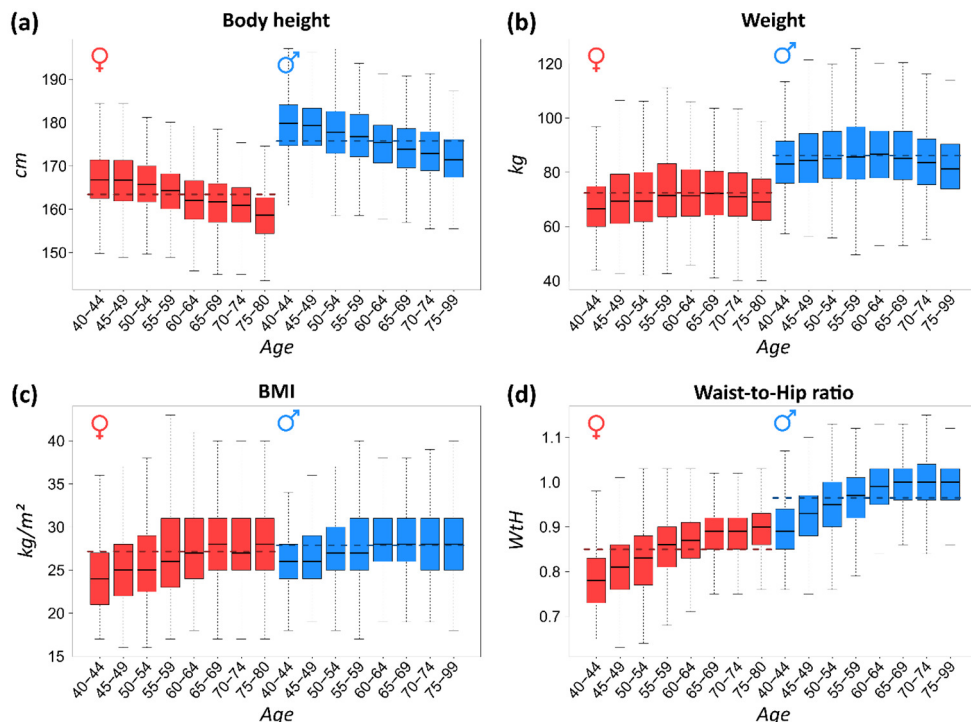 (a) Body height
cm
190
180
170
160
150
♀ ♂
40–44 45–49 50–54 55–59 60–64 65–69 70–74 75–80 40–44 45–49 50–54 55–59 60–64 65–69 70–74 75–99
Age
(b) Weight
kg
120
100
80
60
40
♀ ♂
40–44 45–49 50–54 55–59 60–64 65–69 70–74 75–80 40–44 45–49 50–54 55–59 60–64 65–69 70–74 75–99
Age
(c) BMI
kg/m²
40
35
30
25
20
15
♀ ♂
40–44 45–49 50–54 55–59 60–64 65–69 70–74 75–80 40–44 45–49 50–54 55–59 60–64 65–69 70–74 75–99
Age
(d) Waist-to-Hip ratio
WtH
1.1
1.0
0.9
0.8
0.7
♀ ♂
40–44 45–49 50–54 55–59 60–64 65–69 70–74 75–80 40–44 45–49 50–54 55–59 60–64 65–69 70–74 75–99
Age